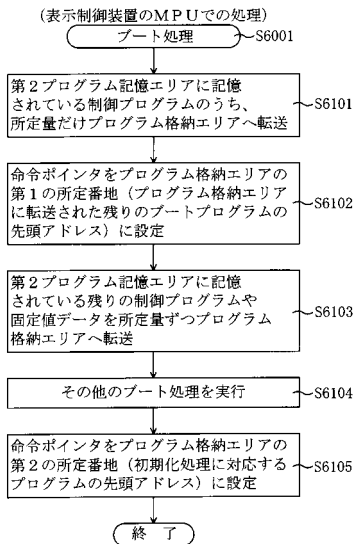 (表示制御装置のMPUでの処理)
ブート処理
S6001
第2プログラム記憶エリアに記憶
されている制御プログラムのうち、
所定量だけプログラム格納エリアへ転送
S6101
命令ポインタをプログラム格納エリアの
第1の所定番地(プログラム格納エリア
に転送された残りのブートプログラムの
先頭アドレス)に設定
S6102
第2プログラム記憶エリアに記憶
されている残りの制御プログラムや
固定値データを所定量ずつプログラム
格納エリアへ転送
S6103
その他のブート処理を実行
S6104
命令ポインタをプログラム格納エリアの
第2の所定番地(初期化処理に対応する
プログラムの先頭アドレス)に設定
S6105
終 了